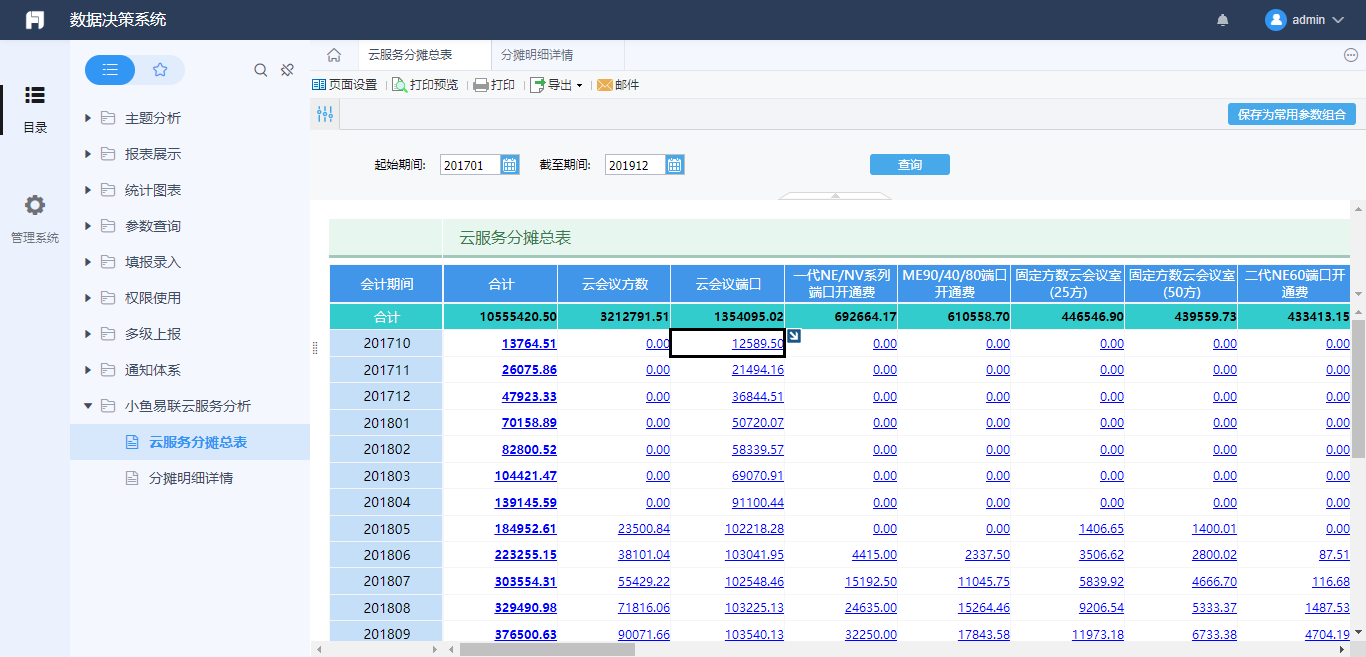 数据决策系统
admin
目录
管理系统
主题分析
报表展示
统计图表
参数查询
填报录入
权限使用
多级上报
通知体系
小鱼易联云服务分析
云服务分摊总表
分摊明细详情
云服务分摊总表 分摊明细详情
页面设置 打印预览 打印 导出 邮件
保存为常用参数组合
起始期间: 201701 截至期间: 201912 查询
云服务分摊总表
会计期间 合计 云会议方数 云会议端口 一代NE/NV系列端口开通费 ME90/40/80端口开通费 固定方数云会议室(25方) 固定方数云会议室(50方) 二代NE60端口开通费
合计 10555420.50 3212791.51 1354095.02 692664.17 610558.70 446546.90 439559.73 433413.15
201710 13764.51 0.00 12589.50 0.00 0.00 0.00 0.00 0.00
201711 26075.86 0.00 21494.16 0.00 0.00 0.00 0.00 0.00
201712 47923.33 0.00 36844.51 0.00 0.00 0.00 0.00 0.00
201801 70158.89 0.00 50720.07 0.00 0.00 0.00 0.00 0.00
201802 82800.52 0.00 58339.57 0.00 0.00 0.00 0.00 0.00
201803 104421.47 0.00 69070.91 0.00 0.00 0.00 0.00 0.00
201804 139145.59 0.00 91100.44 0.00 0.00 0.00 0.00 0.00
201805 184952.61 23500.84 102218.28 0.00 0.00 1406.65 1400.01 0.00
201806 223255.15 38101.04 103041.95 4415.00 2337.50 3506.62 2800.02 87.51
201807 303554.31 55429.22 102548.46 15192.50 11045.75 5839.92 4666.70 116.68
201808 329490.98 71816.06 103225.13 24635.00 15264.46 9206.54 5333.37 1487.53
201809 376500.63 90071.66 103540.13 32250.00 17843.58 11973.18 6733.38 4704.19